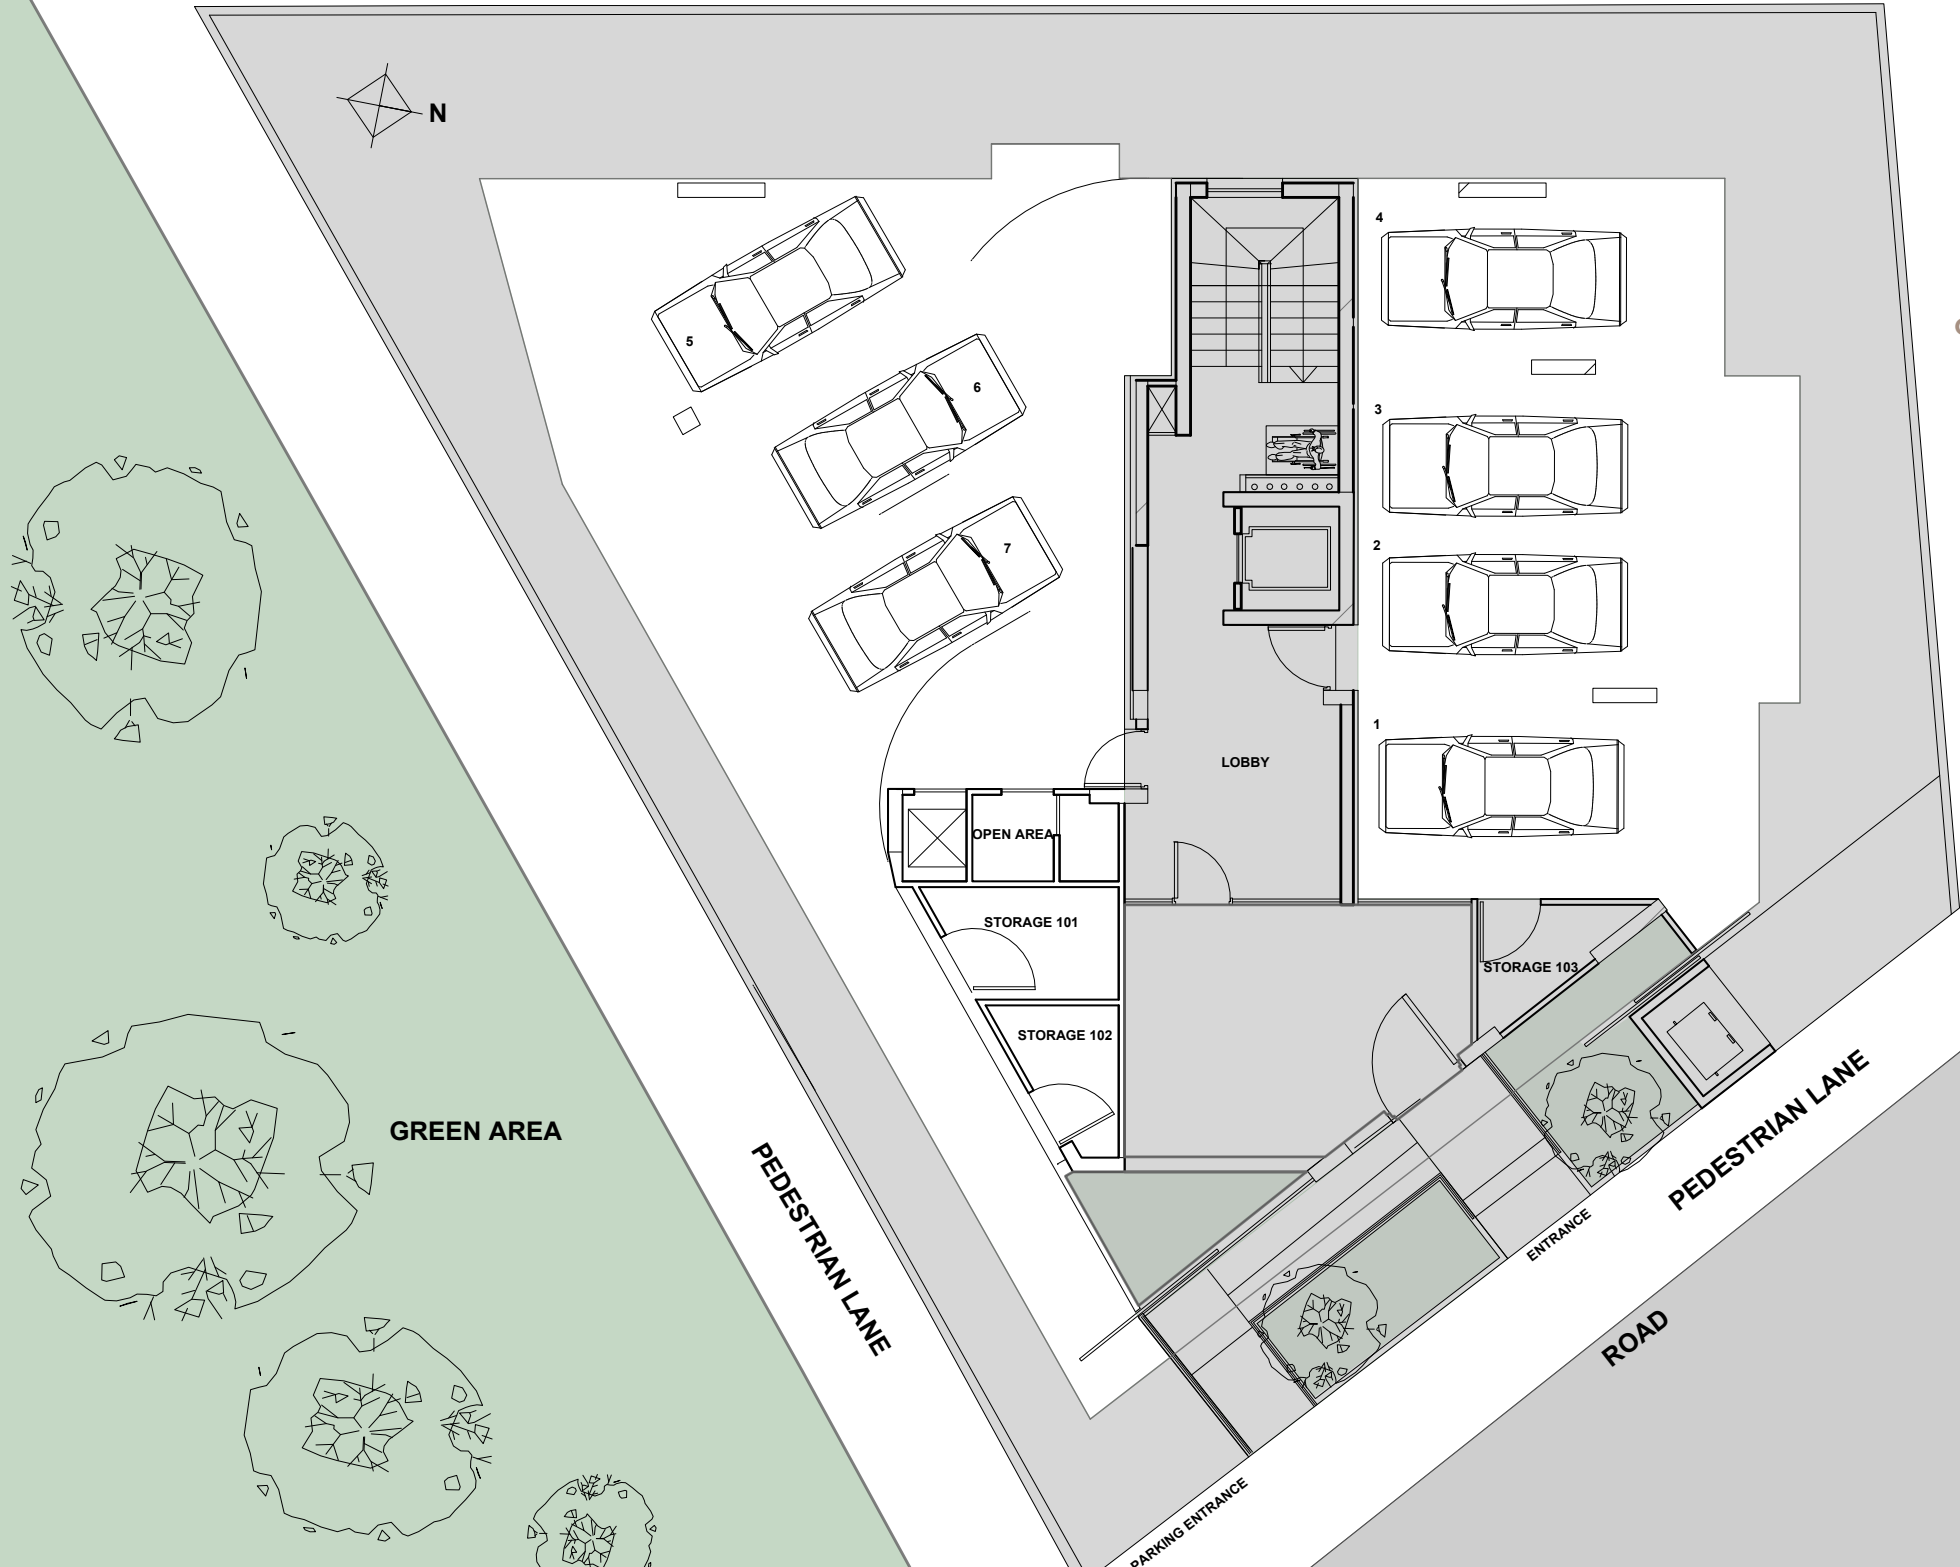 N
4
5
6
3
2
7
1
LOBBY
OPEN AREA
STORAGE 101
STORAGE 103
STORAGE 102
GREEN AREA
PEDESTRIAN LANE
PEDESTRIAN LANE
ENTRANCE
ROAD
PARKING ENTRANCE